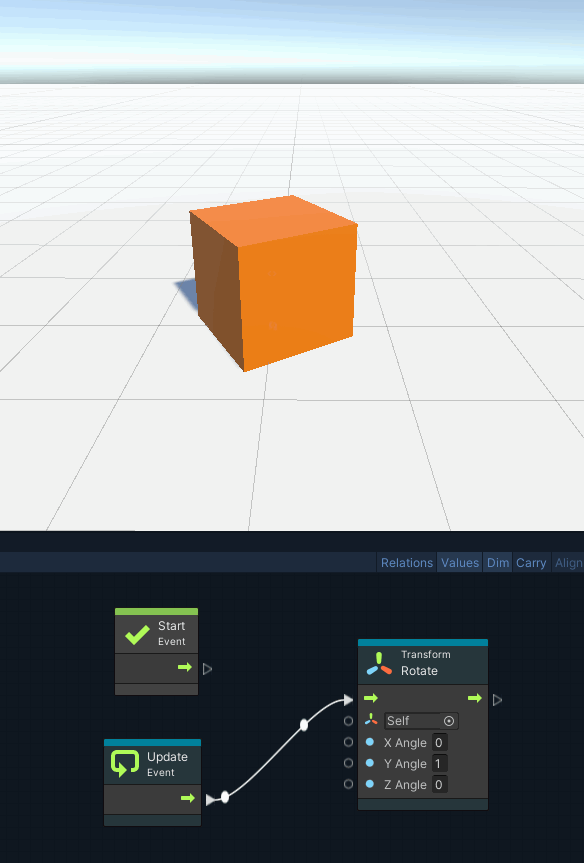 Relations Values Dim Carry Align
Start
Event
Transform
Rotate
Self
X Angle 0
Y Angle 1
Z Angle 0
Update
Event